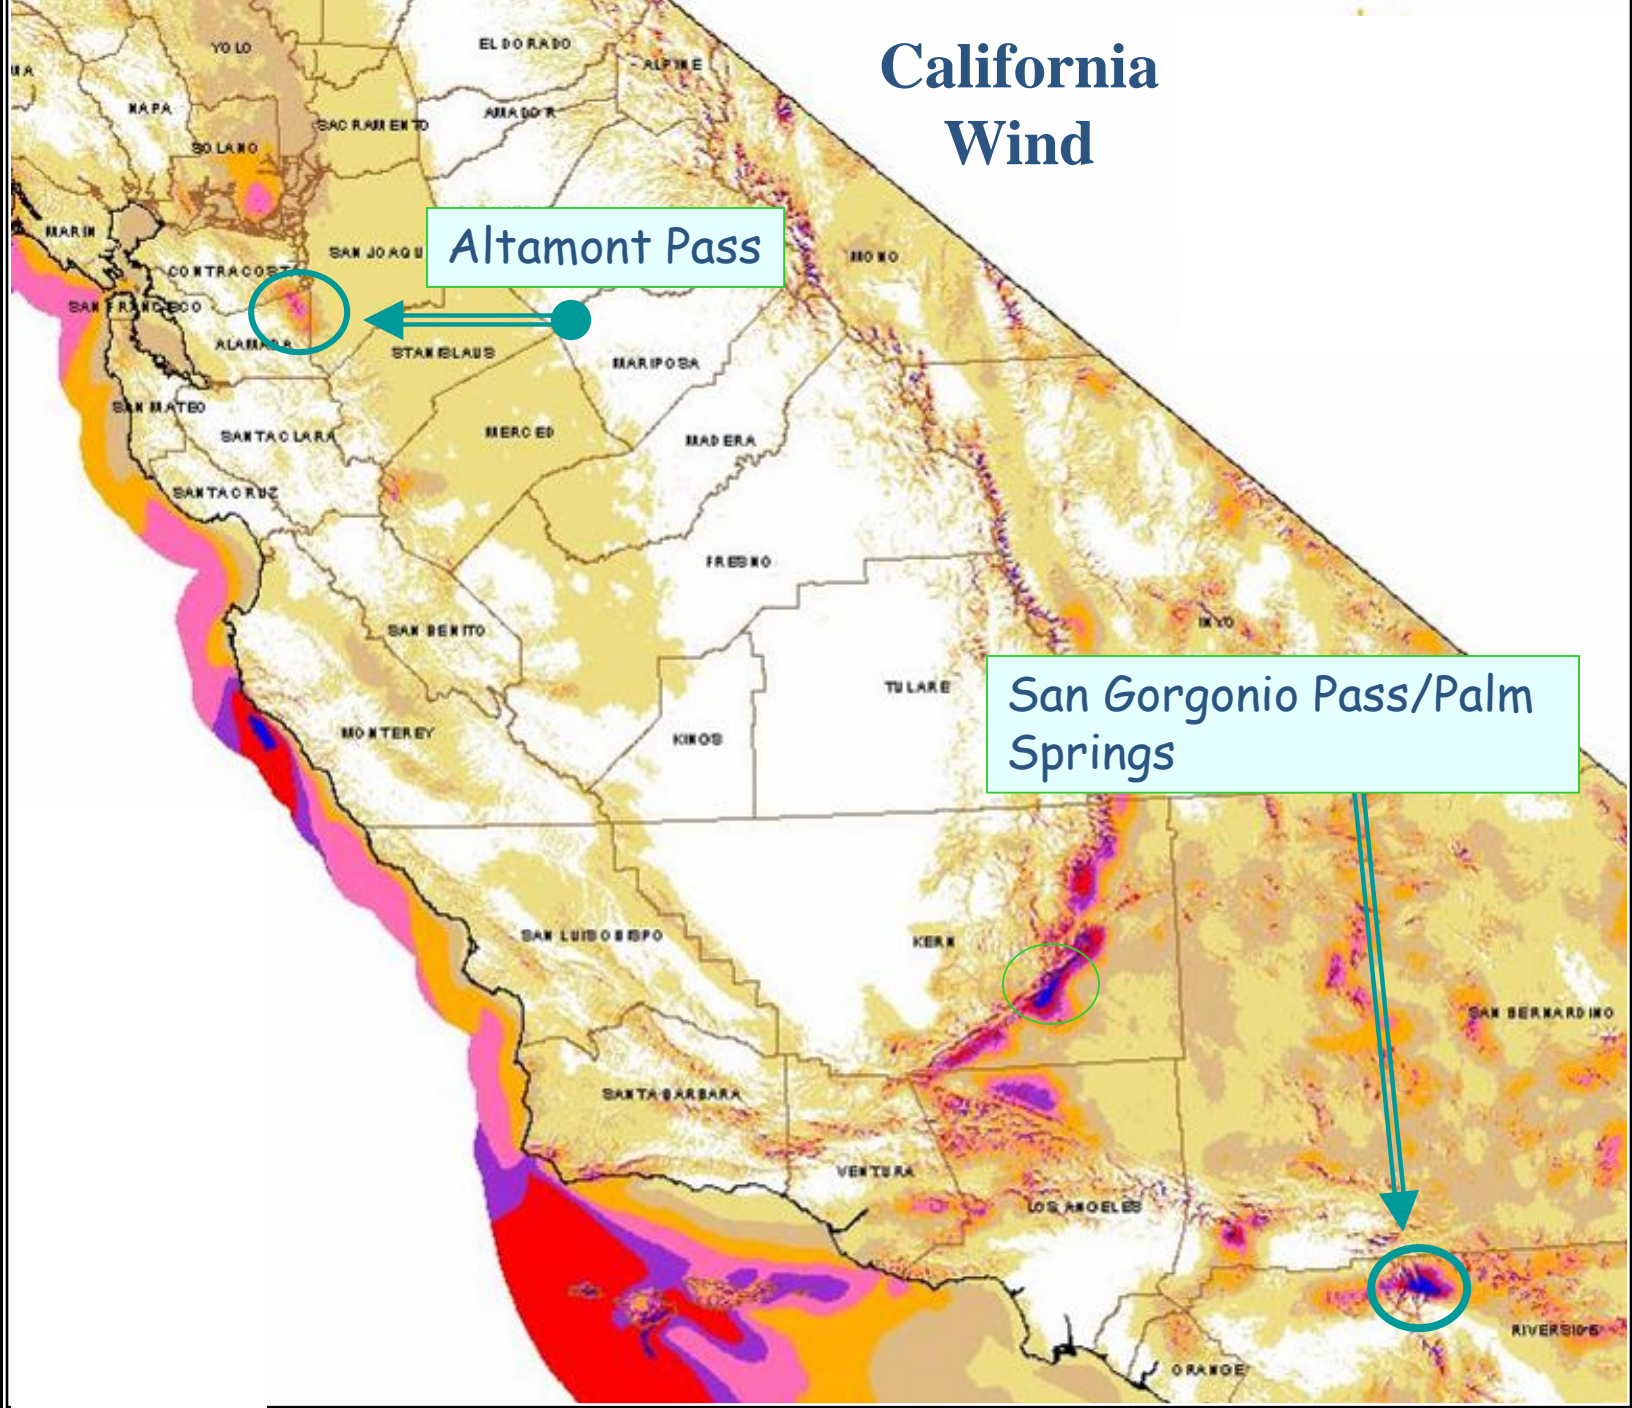 California
Wind
YOLO
EL DORADO
ALPINE
NAPA
SACRAMENTO
AMADOR
SOLANO
MARIN
Altamont Pass
SAN JOAQU
MONO
CONTRACOST
SAN FRANCISCO
ALAMEDA
STANISLAUS
MARIPOSA
SAN MATEO
SANTA CLARA
MERCED
MADERA
SANTA CRUZ
FRESNO
INYO
SAN BENITO
TULARE
San Gorgonio Pass/Palm
Springs
MONTEREY
KINGS
SAN LUIS OBISPO
KERN
SAN BERNARDINO
SANTA BARBARA
VENTURA
LOS ANGELES
RIVERSIDE
ORANGE